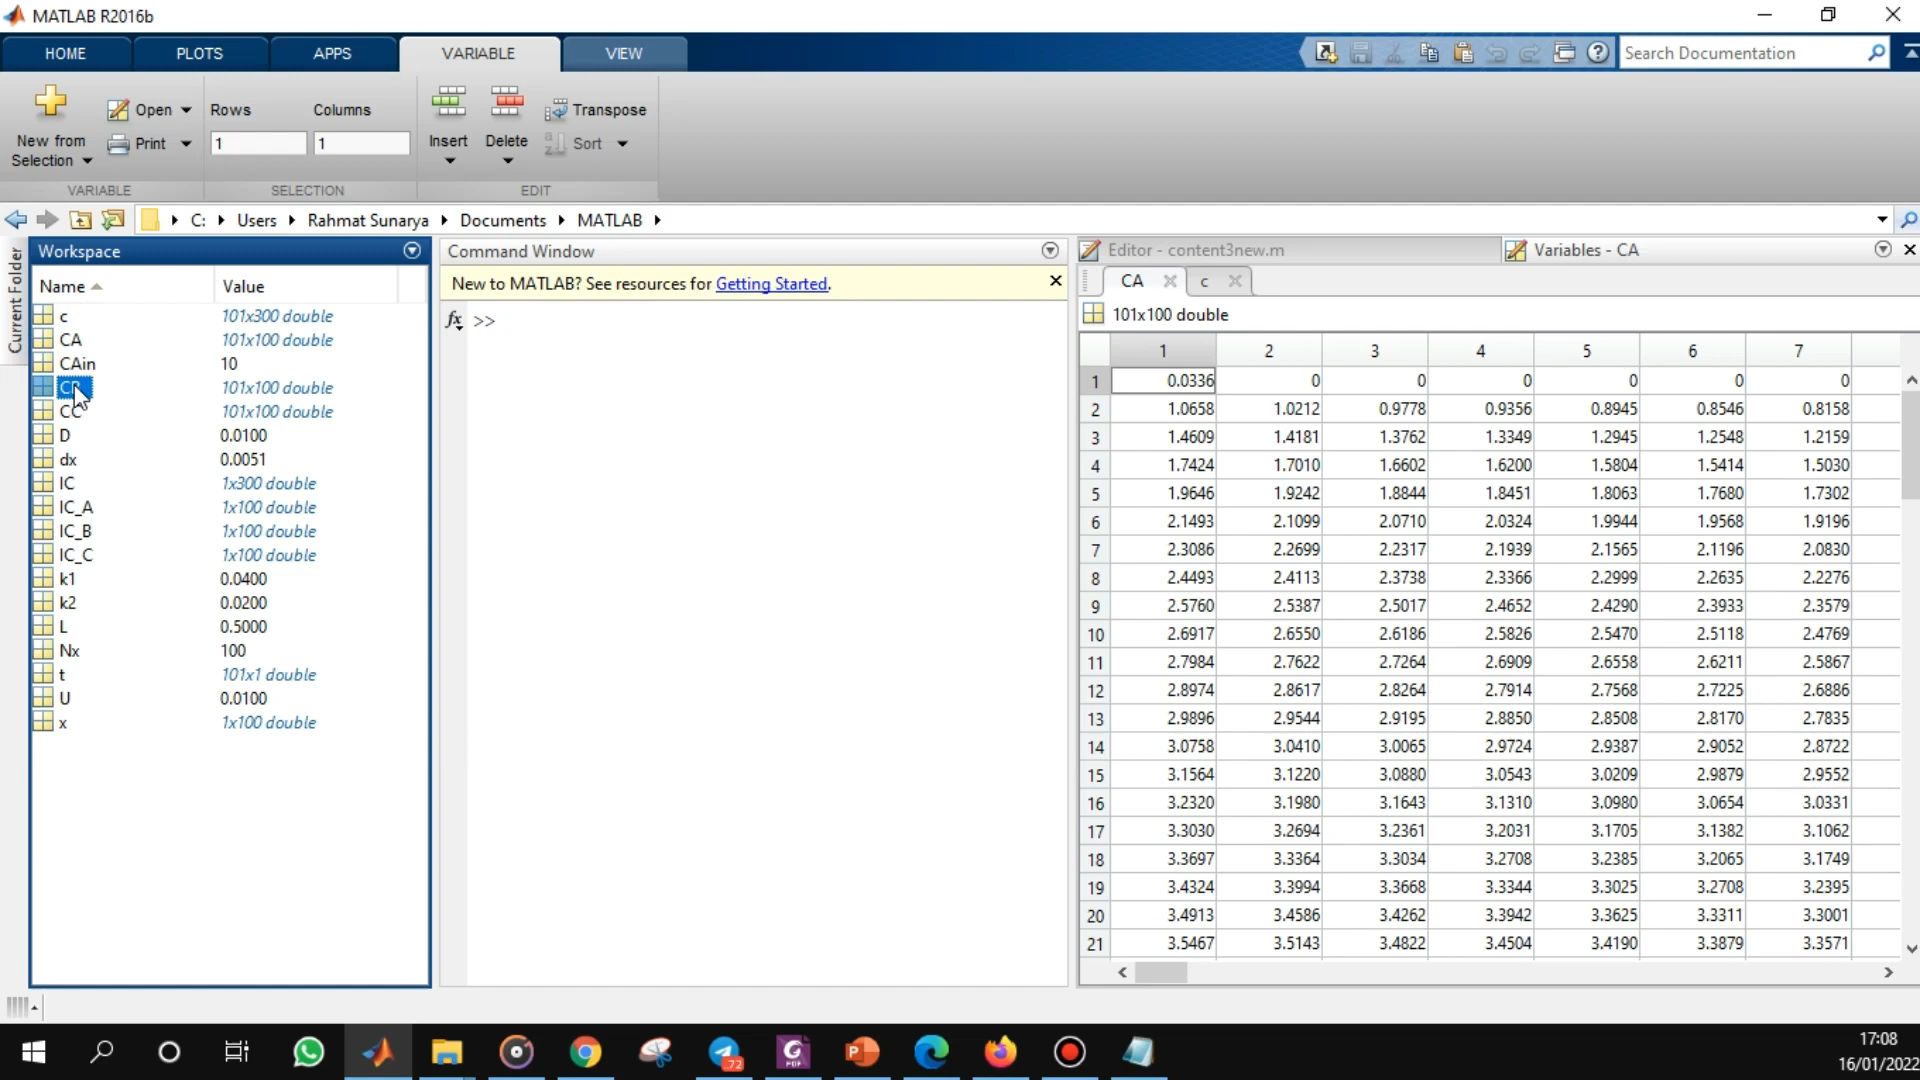 MATLAB R2016b
HOME PLOTS APPS VARIABLE VIEW
Search Documentation
New from Selection
Open
Print
Rows Columns
1 1
Insert
Delete
Transpose
Sort
VARIABLE SELECTION EDIT
C: Users Rahmat Sunarya Documents MATLAB
Current Folder
Workspace
Name Value
c 101x300 double
CA 101x100 double
CAin 10
101x100 double
CC 101x100 double
D 0.0100
dx 0.0051
IC 1x300 double
IC_A 1x100 double
IC_B 1x100 double
IC_C 1x100 double
k1 0.0400
k2 0.0200
L 0.5000
Nx 100
t 101x1 double
U 0.0100
x 1x100 double
Command Window
New to MATLAB? See resources for Getting Started.
fx >>
Editor - content3new.m
Variables - CA
CA c
101x100 double
1 2 3 4 5 6 7
1 0.0336 0 0 0 0 0 0
2 1.0658 1.0212 0.9778 0.9356 0.8945 0.8546 0.8158
3 1.4609 1.4181 1.3762 1.3349 1.2945 1.2548 1.2159
4 1.7424 1.7010 1.6602 1.6200 1.5804 1.5414 1.5030
5 1.9646 1.9242 1.8844 1.8451 1.8063 1.7680 1.7302
6 2.1493 2.1099 2.0710 2.0324 1.9944 1.9568 1.9196
7 2.3086 2.2699 2.2317 2.1939 2.1565 2.1196 2.0830
8 2.4493 2.4113 2.3738 2.3366 2.2999 2.2635 2.2276
9 2.5760 2.5387 2.5017 2.4652 2.4290 2.3933 2.3579
10 2.6917 2.6550 2.6186 2.5826 2.5470 2.5118 2.4769
11 2.7984 2.7622 2.7264 2.6909 2.6558 2.6211 2.5867
12 2.8974 2.8617 2.8264 2.7914 2.7568 2.7225 2.6886
13 2.9896 2.9544 2.9195 2.8850 2.8508 2.8170 2.7835
14 3.0758 3.0410 3.0065 2.9724 2.9387 2.9052 2.8722
15 3.1564 3.1220 3.0880 3.0543 3.0209 2.9879 2.9552
16 3.2320 3.1980 3.1643 3.1310 3.0980 3.0654 3.0331
17 3.3030 3.2694 3.2361 3.2031 3.1705 3.1382 3.1062
18 3.3697 3.3364 3.3034 3.2708 3.2385 3.2065 3.1749
19 3.4324 3.3994 3.3668 3.3344 3.3025 3.2708 3.2395
20 3.4913 3.4586 3.4262 3.3942 3.3625 3.3311 3.3001
21 3.5467 3.5143 3.4822 3.4504 3.4190 3.3879 3.3571
72
17:08
16/01/2022